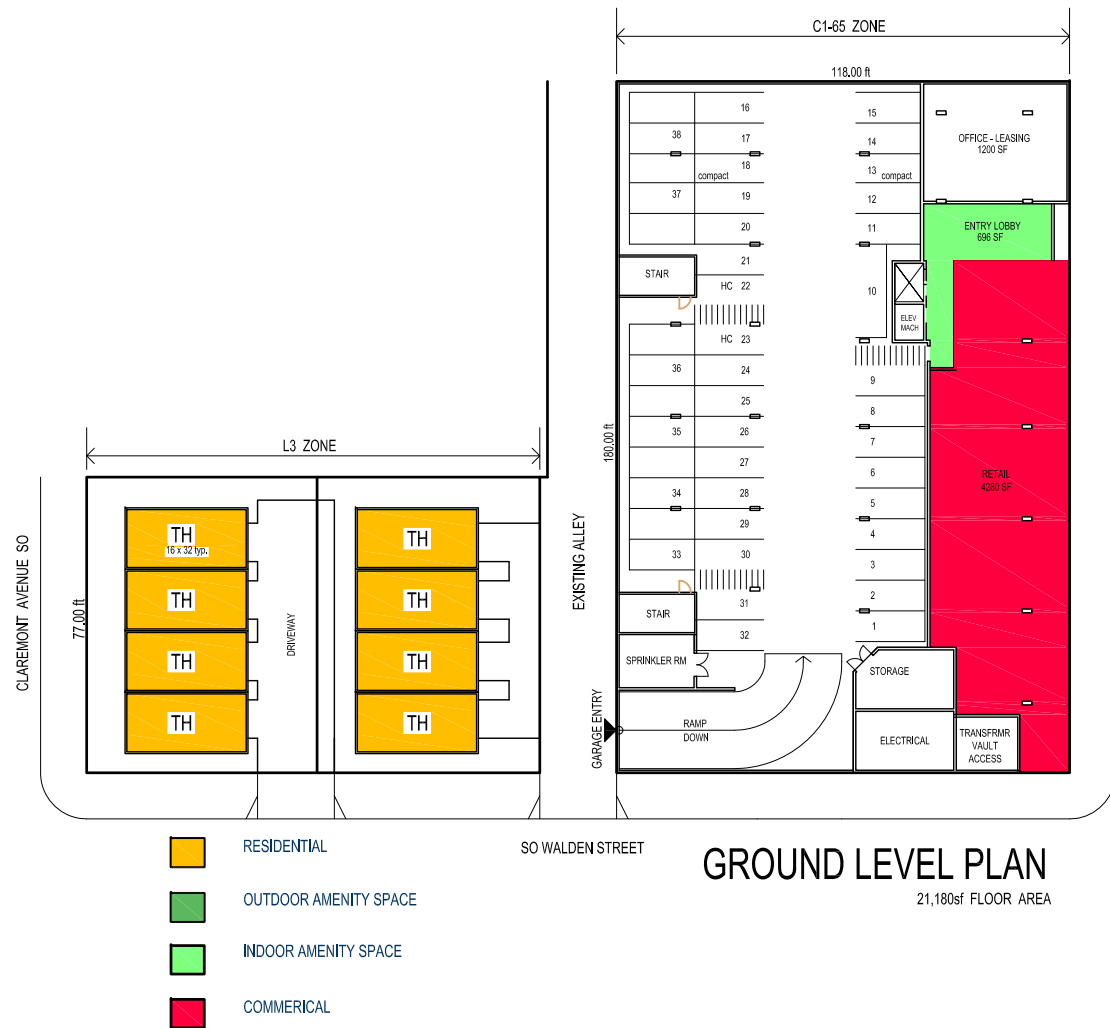 C1-65 ZONE
118.00 ft
16
15
38
17
14
OFFICE - LEASING
1200 SF
18
13
compact
compact
37
19
12
20
11
ENTRY LOBBY
696 SF
21
STAIR
HC
22
10
ELEV
MACH
HC
23
36
24
9
25
8
35
26
7
180.00 ft
27
6
RETAIL
4280 SF
34
28
5
29
4
33
30
3
31
2
STAIR
32
1
SPRINKLER RM
STORAGE
RAMP
DOWN
ELECTRICAL
TRANSFRMR
VAULT
ACCESS
GARAGE ENTRY
EXISTING ALLEY
L3 ZONE
CLAREMONT AVENUE SO
77.00 ft
TH
16 x 32 typ.
TH
TH
TH
DRIVEWAY
TH
TH
TH
TH
SO WALDEN STREET
GROUND LEVEL PLAN
21,180sf FLOOR AREA
RESIDENTIAL
OUTDOOR AMENITY SPACE
INDOOR AMENITY SPACE
COMMERICAL